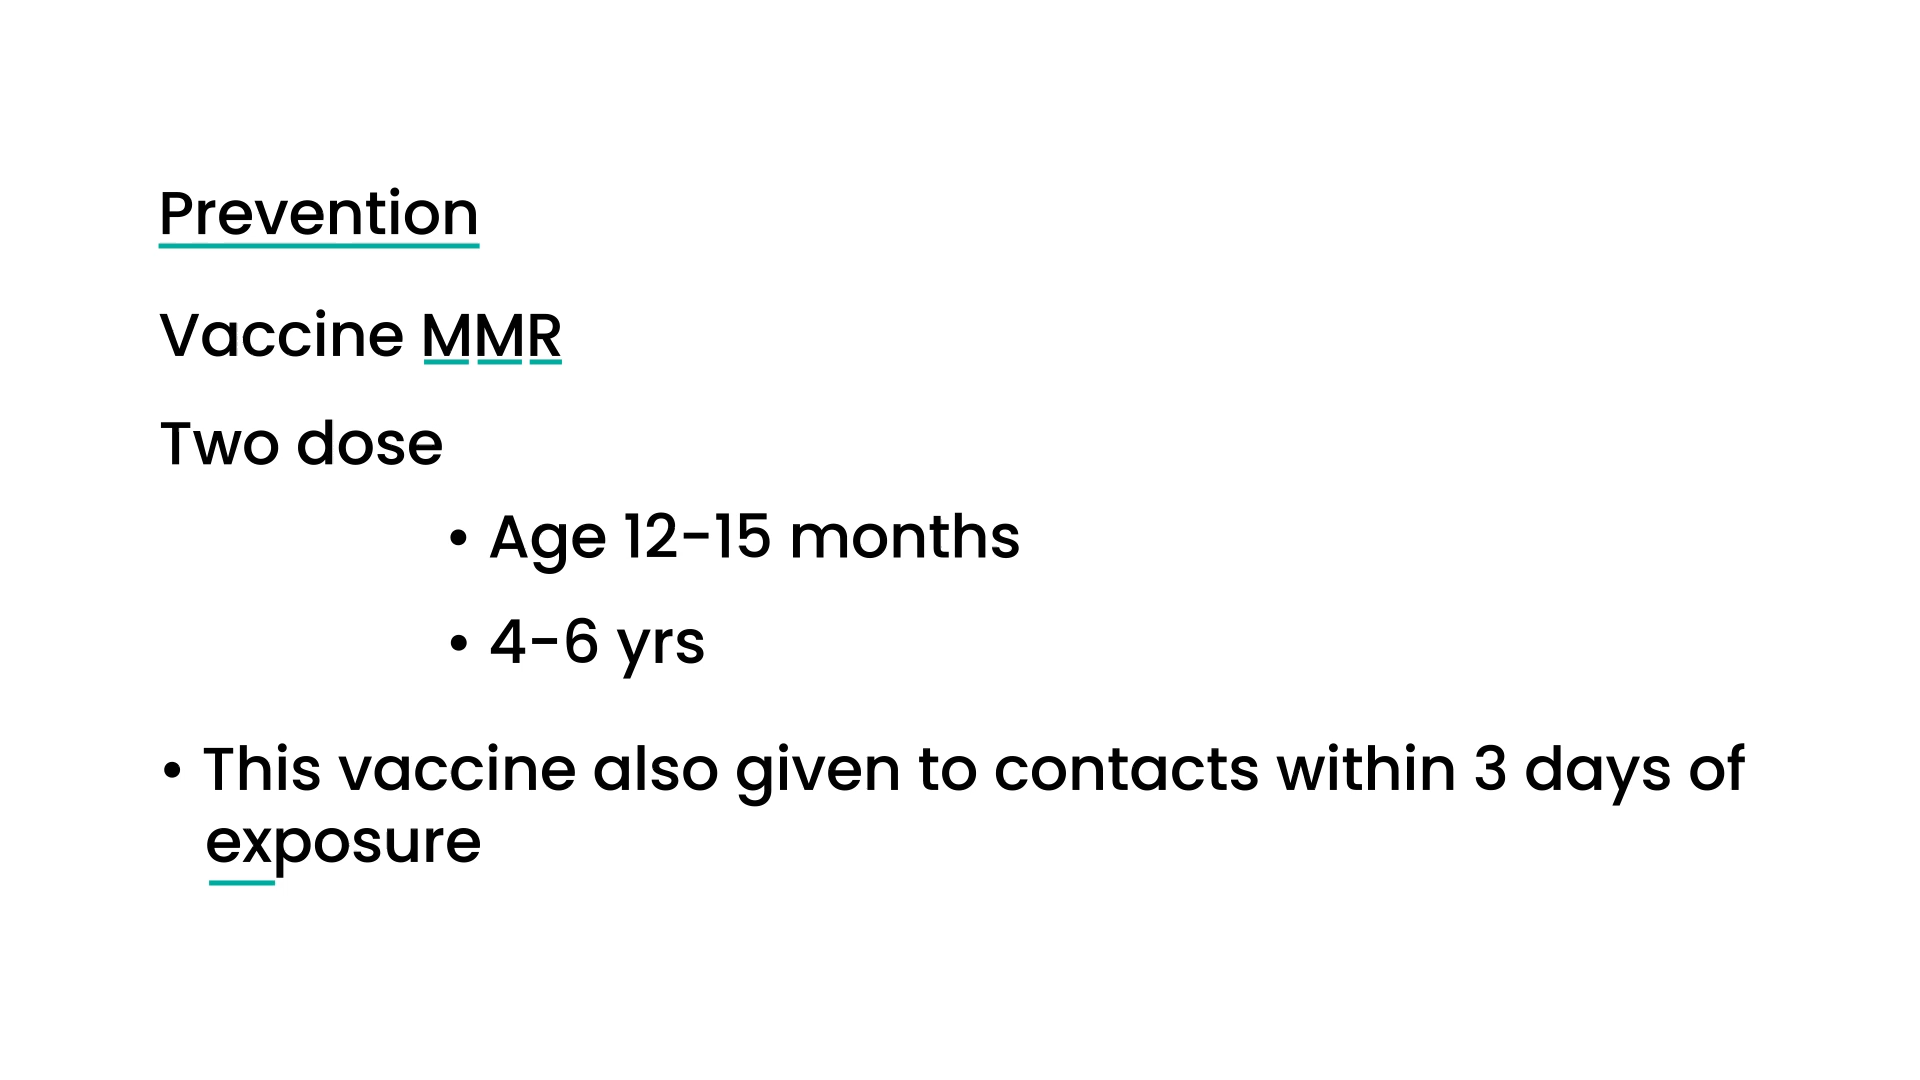 Prevention
Vaccine MMR
Two dose
• Age 12-15 months
• 4-6 yrs
• This vaccine also given to contacts within 3 days of
exposure